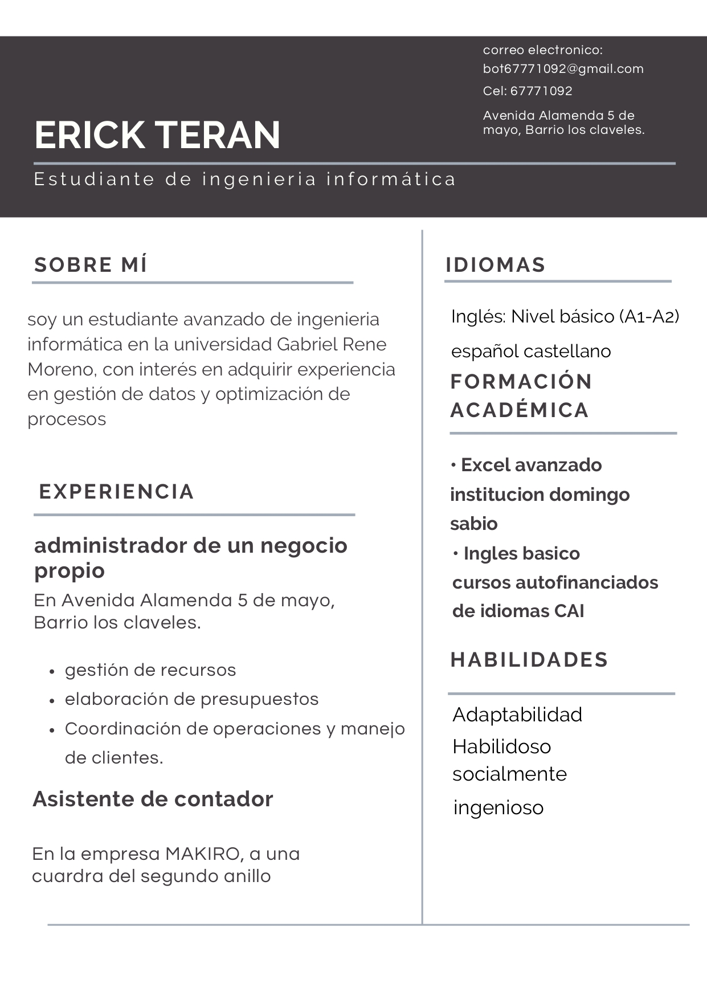 correo electronico:
bot67771092@gmail.com
Cel: 67771092
Avenida Alamenda 5 de
mayo, Barrio los claveles.
ERICK TERAN
Estudiante de ingenieria informática
SOBRE MÍ
soy un estudiante avanzado de ingenieria
informática en la universidad Gabriel Rene
Moreno, con interés en adquirir experiencia
en gestión de datos y optimización de
procesos
EXPERIENCIA
administrador de un negocio
propio
En Avenida Alamenda 5 de mayo,
Barrio los claveles.
• gestión de recursos
• elaboración de presupuestos
• Coordinación de operaciones y manejo
de clientes.
Asistente de contador
En la empresa MAKIRO, a una
cuardra del segundo anillo
IDIOMAS
Inglés: Nivel básico (A1-A2)
español castellano
FORMACIÓN
ACADÉMICA
• Excel avanzado
institucion domingo
sabio
• Ingles basico
cursos autofinanciados
de idiomas CAI
HABILIDADES
Adaptabilidad
Habilidoso
socialmente
ingenioso